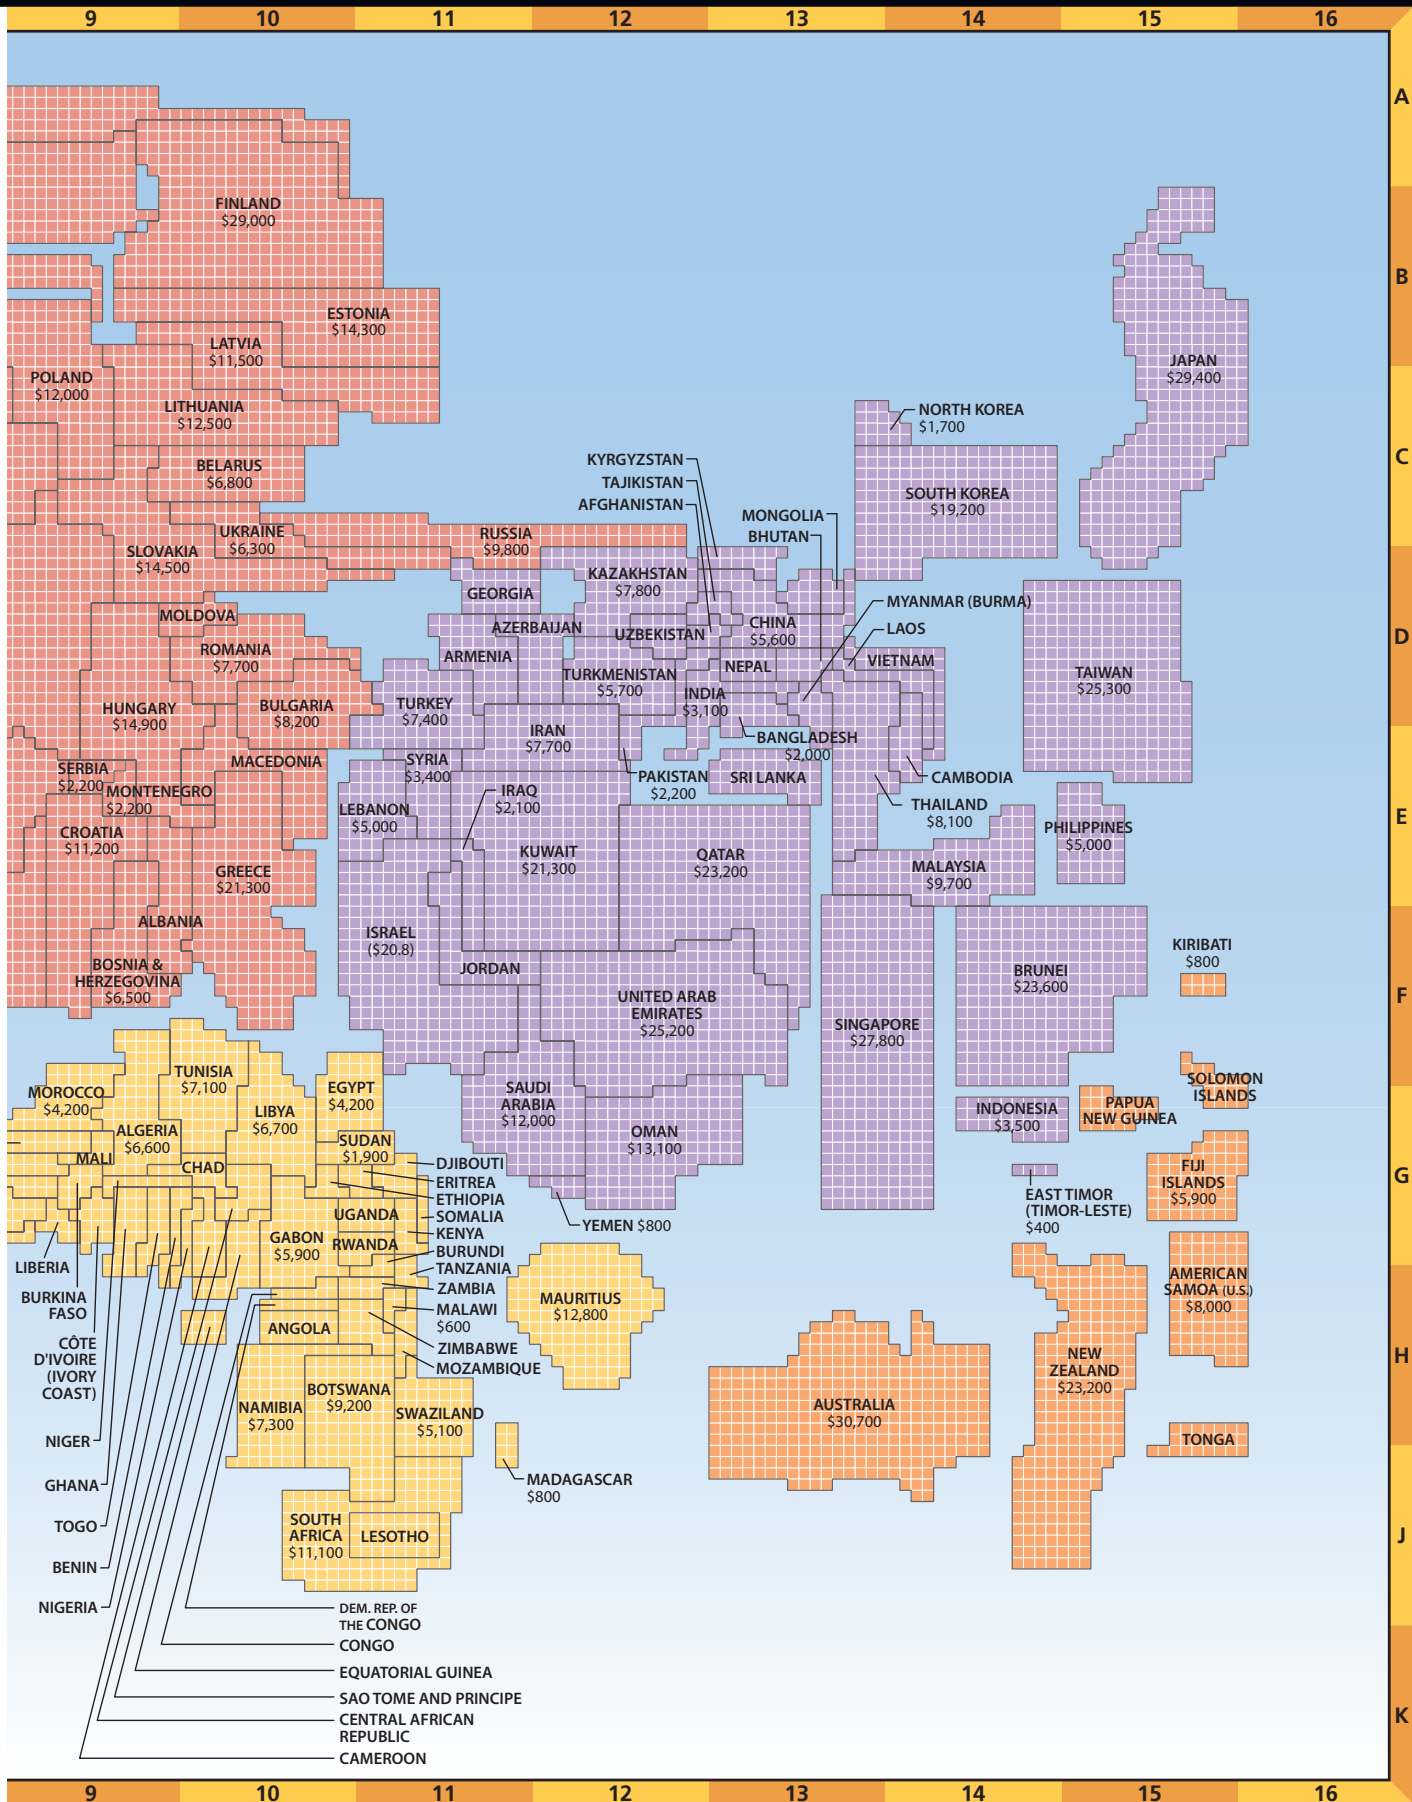 9 10 11 12 13 14 15 16
A
B
C
D
E
F
G
H
J
K
FINLAND
$29,000
ESTONIA
$14,300
LATVIA
$11,500
POLAND
$12,000
LITHUANIA
$12,500
BELARUS
$6,800
UKRAINE
$6,300
RUSSIA
$9,800
SLOVAKIA
$14,500
MOLDOVA
ROMANIA
$7,700
HUNGARY
$14,900
BULGARIA
$8,200
SERBIA
$2,200
MACEDONIA
MONTENEGRO
$2,200
CROATIA
$11,200
GREECE
$21,300
ALBANIA
BOSNIA &
HERZEGOVINA
$6,500
JAPAN
$29,400
NORTH KOREA
$1,700
SOUTH KOREA
$19,200
KYRGYZSTAN
TAJIKISTAN
AFGHANISTAN
MONGOLIA
BHUTAN
KAZAKHSTAN
$7,800
GEORGIA
AZERBAIJAN
ARMENIA
UZBEKISTAN
CHINA
$5,600
MYANMAR (BURMA)
LAOS
VIETNAM
NEPAL
TURKMENISTAN
$5,700
INDIA
$3,100
TURKEY
$7,400
IRAN
$7,700
BANGLADESH
$2,000
TAIWAN
$25,300
SYRIA
$3,400
PAKISTAN
$2,200
SRI LANKA
CAMBODIA
THAILAND
$8,100
IRAQ
$2,100
LEBANON
$5,000
KUWAIT
$21,300
QATAR
$23,200
PHILIPPINES
$5,000
MALAYSIA
$9,700
ISRAEL
($20.8)
JORDAN
UNITED ARAB
EMIRATES
$25,200
SINGAPORE
$27,800
BRUNEI
$23,600
KIRIBATI
$800
SAUDI
ARABIA
$12,000
OMAN
$13,100
YEMEN $800
INDONESIA
$3,500
EAST TIMOR
(TIMOR-LESTE)
$400
PAPUA
NEW GUINEA
SOLOMON
ISLANDS
FIJI
ISLANDS
$5,900
AMERICAN
SAMOA (U.S.)
$8,000
NEW
ZEALAND
$23,200
AUSTRALIA
$30,700
TONGA
MOROCCO
$4,200
TUNISIA
$7,100
EGYPT
$4,200
LIBYA
$6,700
ALGERIA
$6,600
SUDAN
$1,900
MALI
CHAD
DJIBOUTI
ERITREA
ETHIOPIA
SOMALIA
KENYA
BURUNDI
TANZANIA
UGANDA
RWANDA
GABON
$5,900
ZAMBIA
MALAWI
$600
ZIMBABWE
MOZAMBIQUE
ANGOLA
NAMIBIA
$7,300
BOTSWANA
$9,200
SWAZILAND
$5,100
MAURITIUS
$12,800
MADAGASCAR
$800
SOUTH
AFRICA
$11,100
LESOTHO
LIBERIA
BURKINA
FASO
CÔTE
D'IVOIRE
(IVORY
COAST)
NIGER
GHANA
TOGO
BENIN
NIGERIA
DEM. REP. OF
THE CONGO
CONGO
EQUATORIAL GUINEA
SAO TOME AND PRINCIPE
CENTRAL AFRICAN
REPUBLIC
CAMEROON
9 10 11 12 13 14 15 16